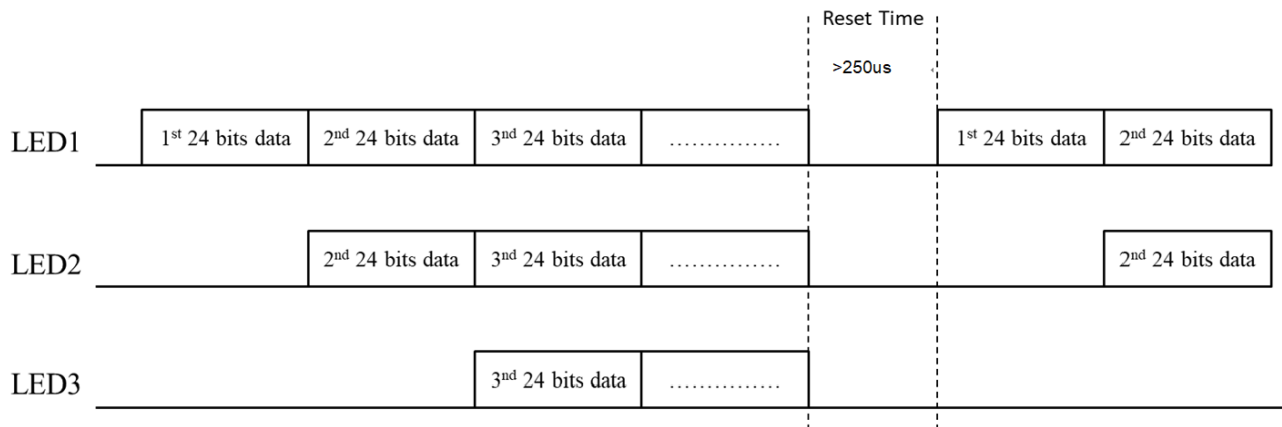 Reset Time
>250us
LED1 1st 24 bits data 2nd 24 bits data 3nd 24 bits data ............... 1st 24 bits data 2nd 24 bits data
LED2 2nd 24 bits data 3nd 24 bits data ............... 2nd 24 bits data
LED3 3nd 24 bits data ...............